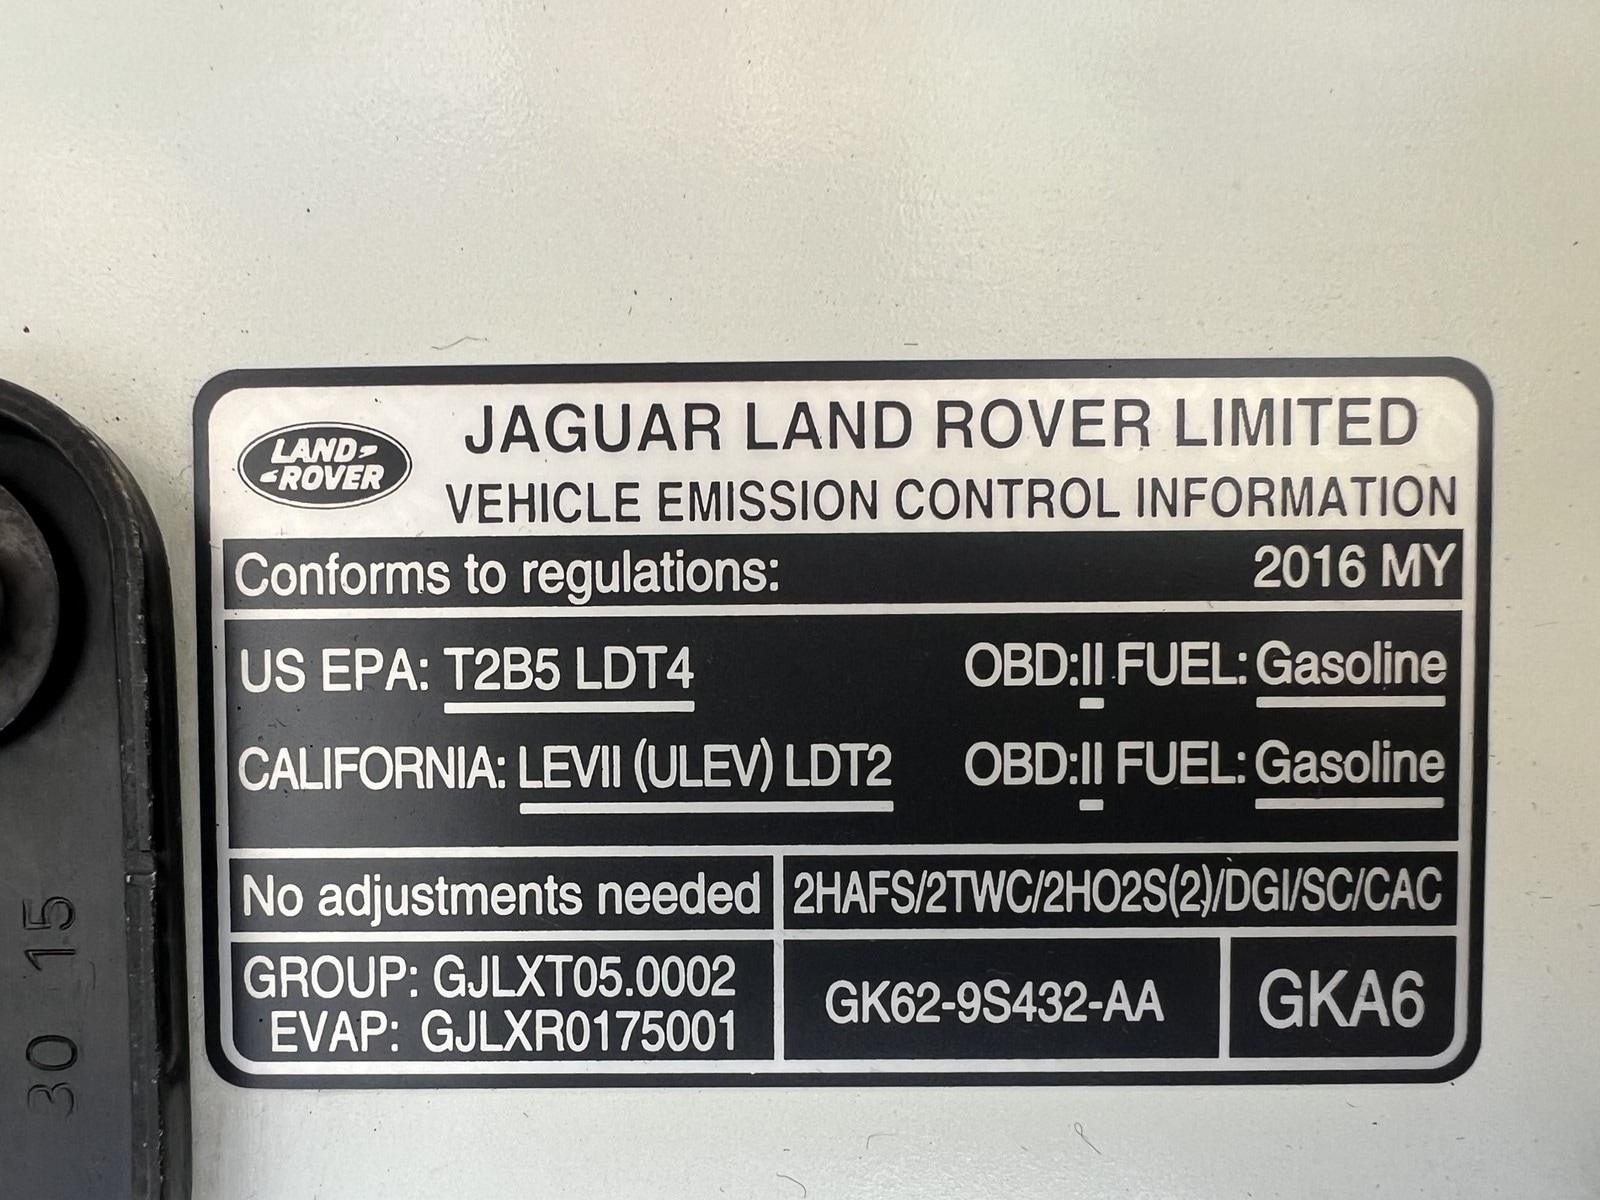 LAND
ROVER
JAGUAR LAND ROVER LIMITED
VEHICLE EMISSION CONTROL INFORMATION
Conforms to regulations: 2016 MY
US EPA: T2B5 LDT4 OBD:II FUEL: Gasoline
CALIFORNIA: LEVII (ULEV) LDT2 OBD:II FUEL: Gasoline
No adjustments needed 2HAFS/2TWC/2HO2S(2)/DGI/SC/CAC
GROUP: GJLXT05.0002
EVAP: GJLXR0175001
GK62-9S432-AA
GKA6
30 15